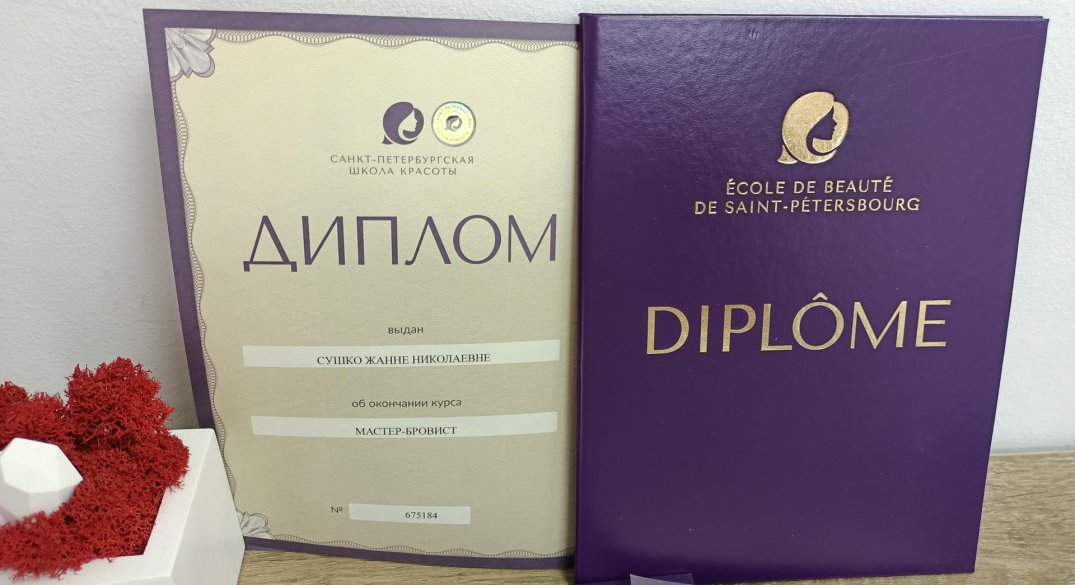 САНКТ-ПЕТЕРБУРГСКАЯ
ШКОЛА КРАСОТЫ
ДИПЛОМ
выдан
СУШКО ЖАННЕ НИКОЛАЕВНЕ
об окончании курса
МАСТЕР-БРОВИСТ
№ 675184
ÉCOLE DE BEAUTÉ
DE SAINT-PÉTERSBOURG
DIPLÔME